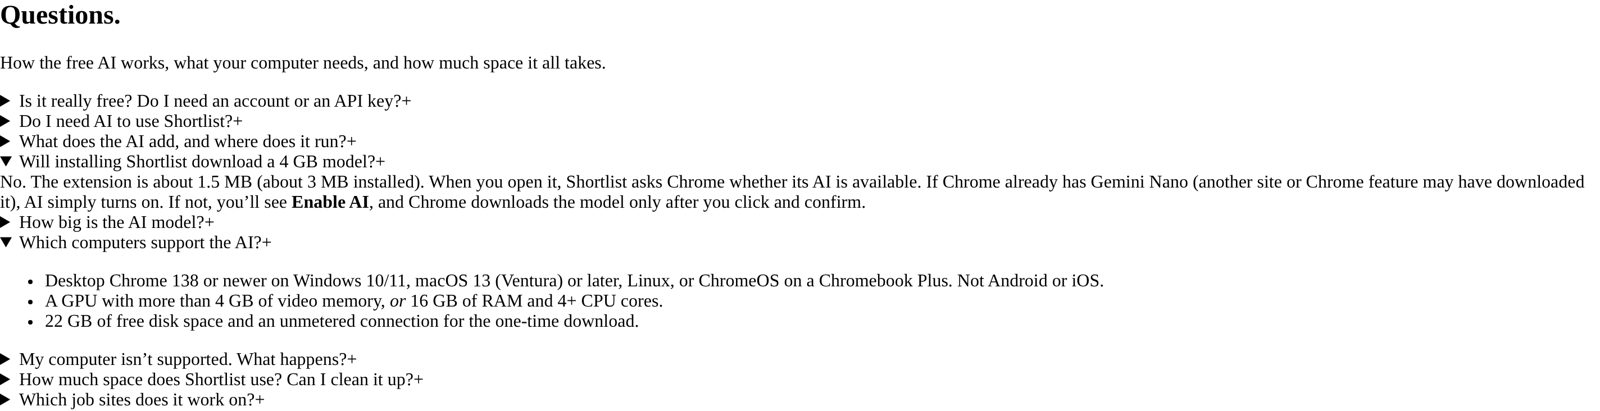 Questions.
How the free AI works, what your computer needs, and how much space it all takes.
Is it really free? Do I need an account or an API key?+
Do I need AI to use Shortlist?+
What does the AI add, and where does it run?+
Will installing Shortlist download a 4 GB model?+
No. The extension is about 1.5 MB (about 3 MB installed). When you open it, Shortlist asks Chrome whether its AI is available. If Chrome already has Gemini Nano (another site or Chrome feature may have downloaded
it), AI simply turns on. If not, you’ll see Enable AI, and Chrome downloads the model only after you click and confirm.
How big is the AI model?+
Which computers support the AI?+
• Desktop Chrome 138 or newer on Windows 10/11, macOS 13 (Ventura) or later, Linux, or ChromeOS on a Chromebook Plus. Not Android or iOS.
• A GPU with more than 4 GB of video memory, or 16 GB of RAM and 4+ CPU cores.
• 22 GB of free disk space and an unmetered connection for the one-time download.
My computer isn’t supported. What happens?+
How much space does Shortlist use? Can I clean it up?+
Which job sites does it work on?+